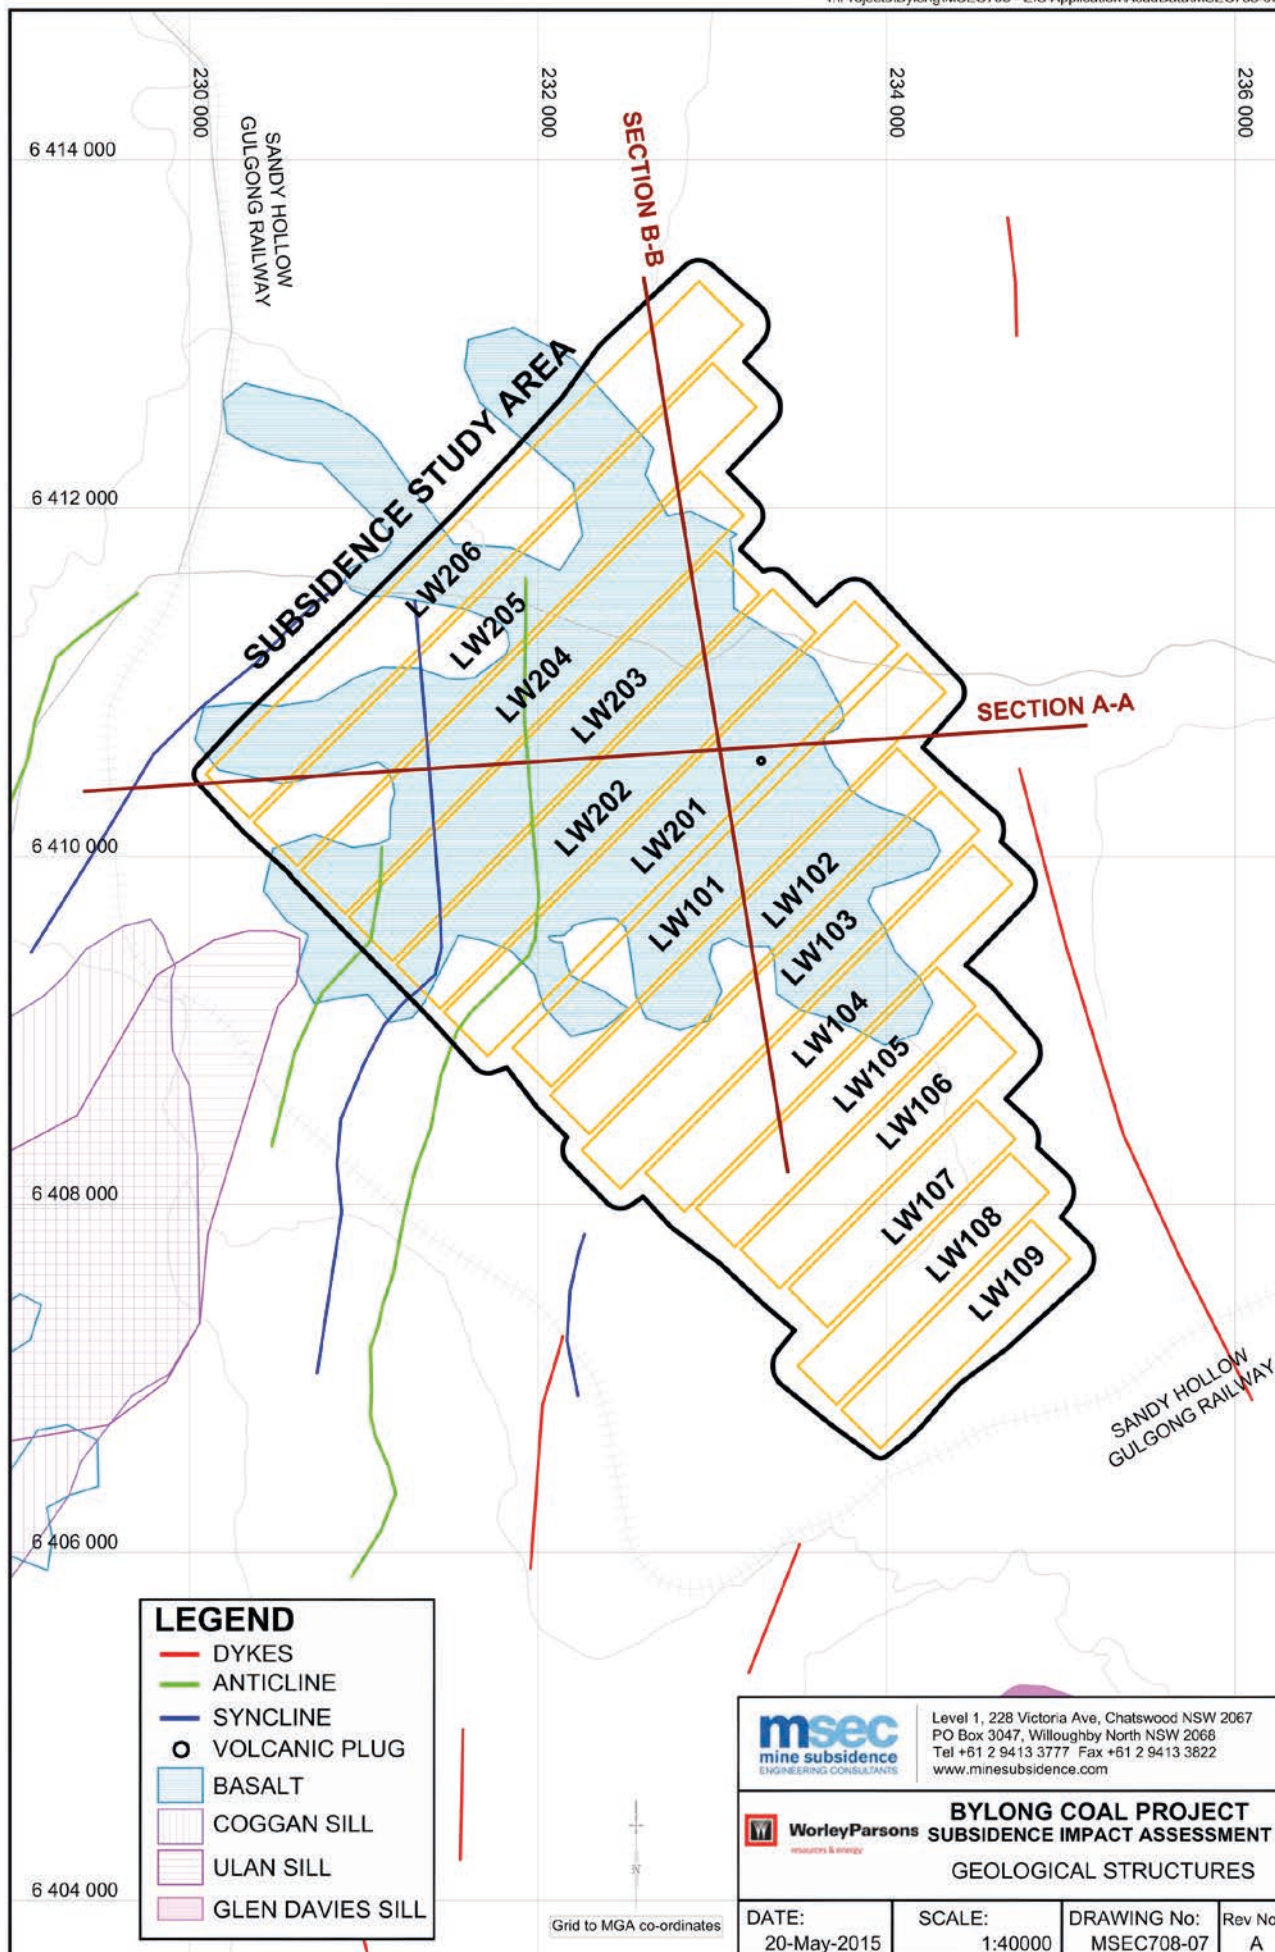 230 000
232 000
234 000
236 000
6 414 000
SANDY HOLLOW
GULGONG RAILWAY
SECTION B-B
6 412 000
SUBSIDENCE STUDY AREA
LW206
LW205
LW204
LW203
LW202
LW201
LW101
LW102
LW103
LW104
LW105
LW106
LW107
LW108
LW109
SECTION A-A
6 410 000
6 408 000
SANDY HOLLOW
GULGONG RAILWAY
6 406 000
6 404 000
LEGEND
DYKES
ANTICLINE
SYNCLINE
VOLCANIC PLUG
BASALT
COGGAN SILL
ULAN SILL
GLEN DAVIES SILL
N
Grid to MGA co-ordinates
msec
mine subsidence
ENGINEERING CONSULTANTS
Level 1, 228 Victoria Ave, Chatswood NSW 2067
PO Box 3047, Willoughby North NSW 2068
Tel +61 2 9413 3777 Fax +61 2 9413 3822
www.minesubsidence.com
WorleyParsons
resources & energy
BYLONG COAL PROJECT
SUBSIDENCE IMPACT ASSESSMENT
GEOLOGICAL STRUCTURES
DATE:
20-May-2015
SCALE:
1:40000
DRAWING No:
MSEC708-07
Rev No
A